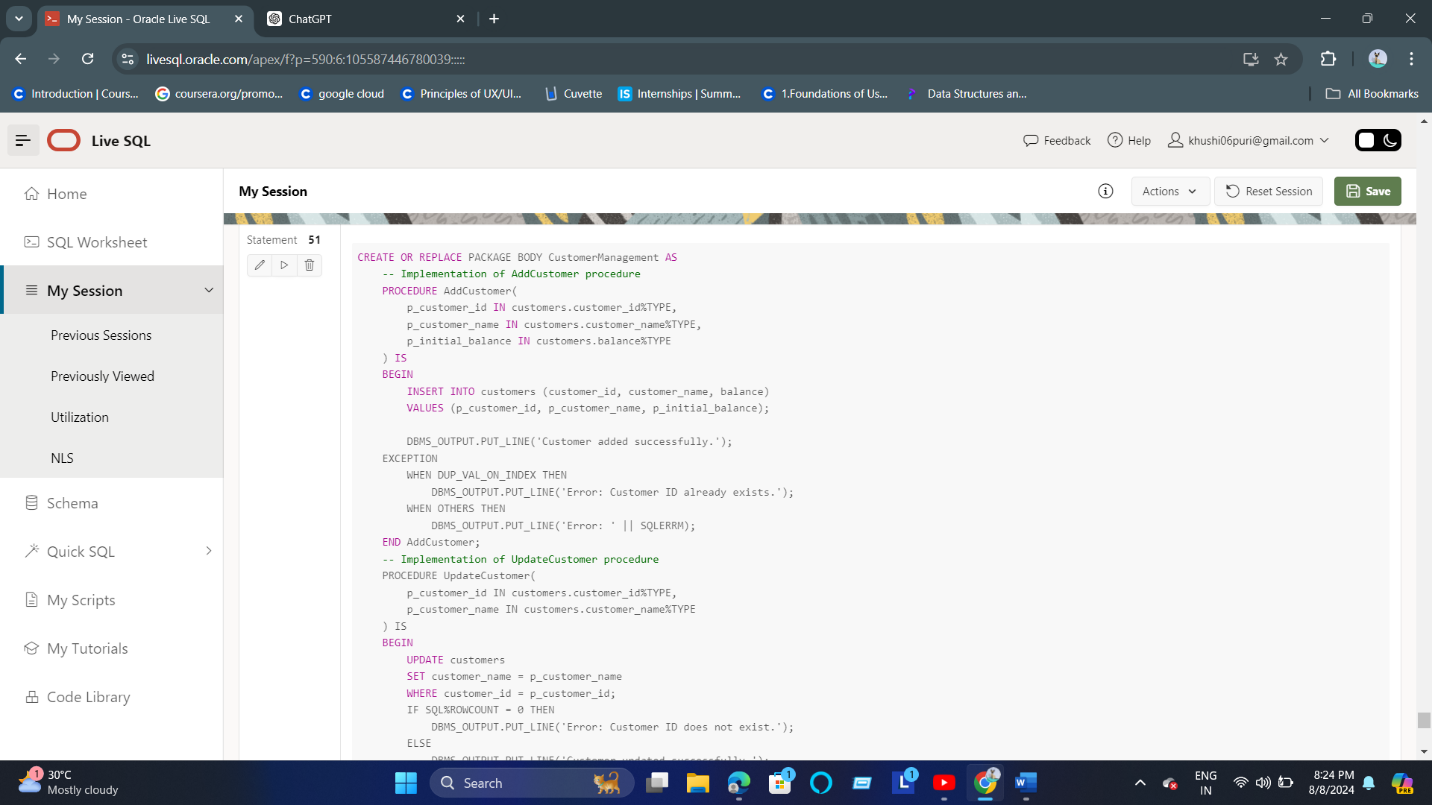 My Session - Oracle Live SQL
ChatGPT
livesql.oracle.com/apex/f?p=590:6:105587446780039:::::
Introduction | Cours...
coursera.org/promo...
google cloud
Principles of UX/UI...
Cuvette
Internships | Summ...
1.Foundations of Us...
Data Structures an...
All Bookmarks
Live SQL
Feedback
Help
khushi06puri@gmail.com
Home
SQL Worksheet
My Session
Previous Sessions
Previously Viewed
Utilization
NLS
Schema
Quick SQL
My Scripts
My Tutorials
Code Library
My Session
Actions
Reset Session
Save
Statement 51
CREATE OR REPLACE PACKAGE BODY CustomerManagement AS
-- Implementation of AddCustomer procedure
PROCEDURE AddCustomer(
p_customer_id IN customers.customer_id%TYPE,
p_customer_name IN customers.customer_name%TYPE,
p_initial_balance IN customers.balance%TYPE
) IS
BEGIN
INSERT INTO customers (customer_id, customer_name, balance)
VALUES (p_customer_id, p_customer_name, p_initial_balance);
DBMS_OUTPUT.PUT_LINE('Customer added successfully.');
EXCEPTION
WHEN DUP_VAL_ON_INDEX THEN
DBMS_OUTPUT.PUT_LINE('Error: Customer ID already exists.');
WHEN OTHERS THEN
DBMS_OUTPUT.PUT_LINE('Error: ' || SQLERRM);
END AddCustomer;
-- Implementation of UpdateCustomer procedure
PROCEDURE UpdateCustomer(
p_customer_id IN customers.customer_id%TYPE,
p_customer_name IN customers.customer_name%TYPE
) IS
BEGIN
UPDATE customers
SET customer_name = p_customer_name
WHERE customer_id = p_customer_id;
IF SQL%ROWCOUNT = 0 THEN
DBMS_OUTPUT.PUT_LINE('Error: Customer ID does not exist.');
ELSE
DBMS_OUTPUT.PUT_LINE('Customer updated successfully.');
1
30°C
Mostly cloudy
Search
1
1
ENG
IN
8:24 PM
8/8/2024
PRE